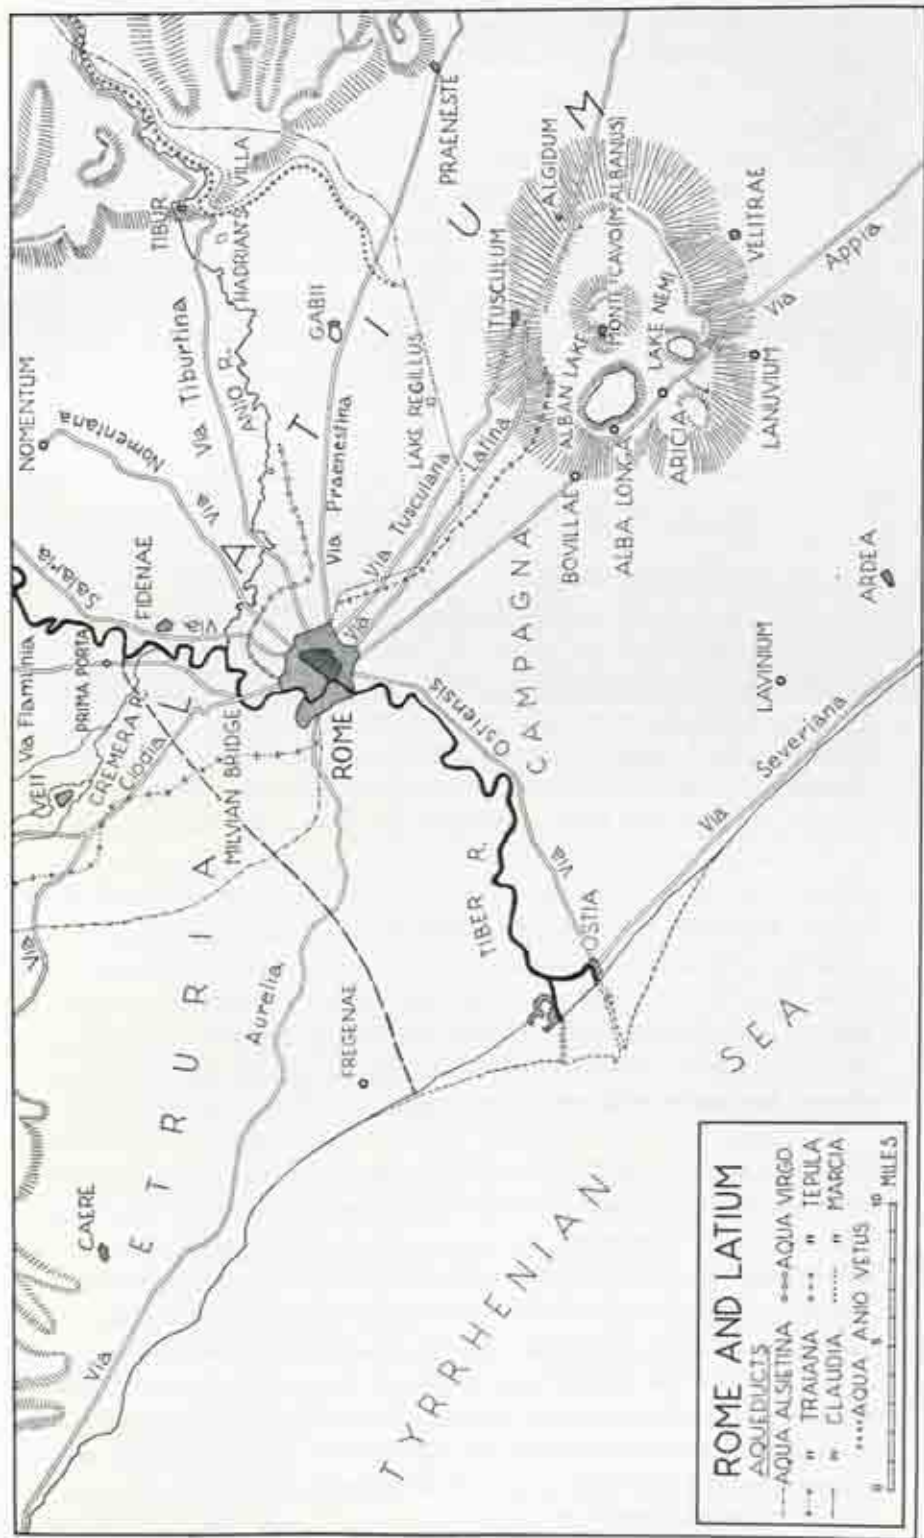 ROME AND LATIUM
AQUEDUCTS
AQUA ALSIETINA
AQUA VIRGO
" TRAIANA
" TEPULA
" CLAUDIA
" MARCIA
AQUA ANIO VETUS
0 5 10 MILES
CAERE
Via
Aurelia
ETRURIA
VEII
CREMERA R.
Via
Clodia
Via Flaminia
PRIMA PORTA
FIDENAE
Via
Salaria
NOMENTUM
Via
Nomentana
MILVIAN BRIDGE
Via Tiburtina
ANIO R.
TIBUR
HADRIAN'S
VILLA
LATIUM
GABII
Via Praenestina
PRAENESTE
ROME
LAKE REGILLUS
Via Tusculana
Via
Latina
TUSCULUM
ALGIDUM
MONTE CAVO (M. ALBANUS)
ALBAN LAKE
LAKE NEMI
BOVILLAE
ALBA LONGA
ARICIA
LANUVIUM
VELITRAE
Via
Appia
FREGENAE
TIBER R.
OSTIA
Via
Ostiensis
CAMPAGNA
LAVINIUM
ARDEA
Via
Severiana
TYRRHENIAN
SEA